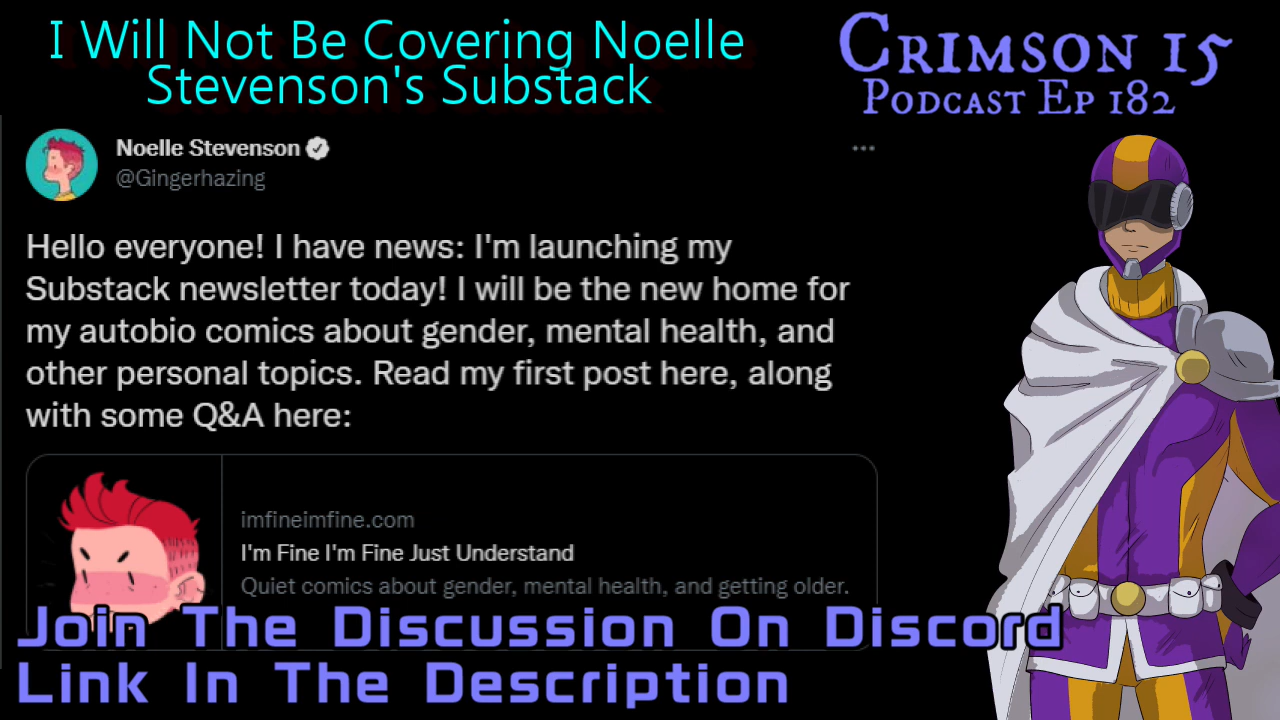 I Will Not Be Covering Noelle
Stevenson's Substack
Crimson 15
Podcast Ep 182
Noelle Stevenson
@Gingerhazing
Hello everyone! I have news: I'm launching my
Substack newsletter today! I will be the new home for
my autobio comics about gender, mental health, and
other personal topics. Read my first post here, along
with some Q&A here:
imfineimfine.com
I'm Fine I'm Fine Just Understand
Quiet comics about gender, mental health, and getting older.
Join The Discussion On Discord
Link In The Description